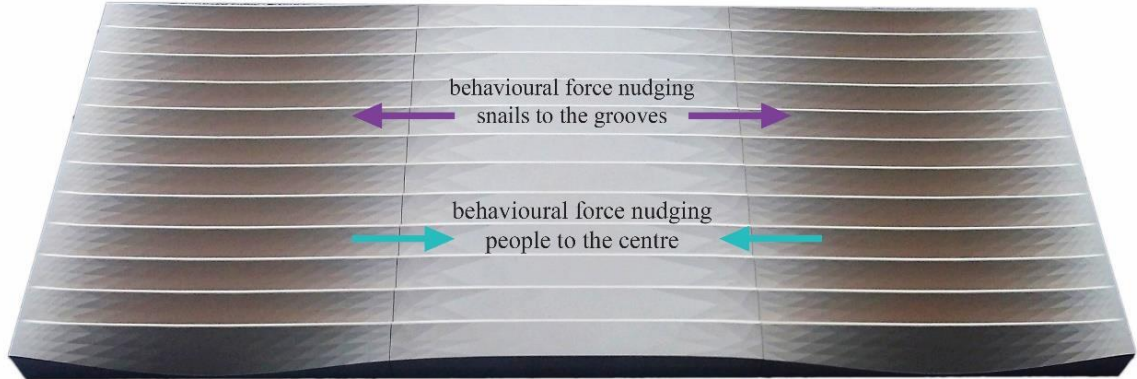 behavioural force nudging
snails to the grooves
behavioural force nudging
people to the centre